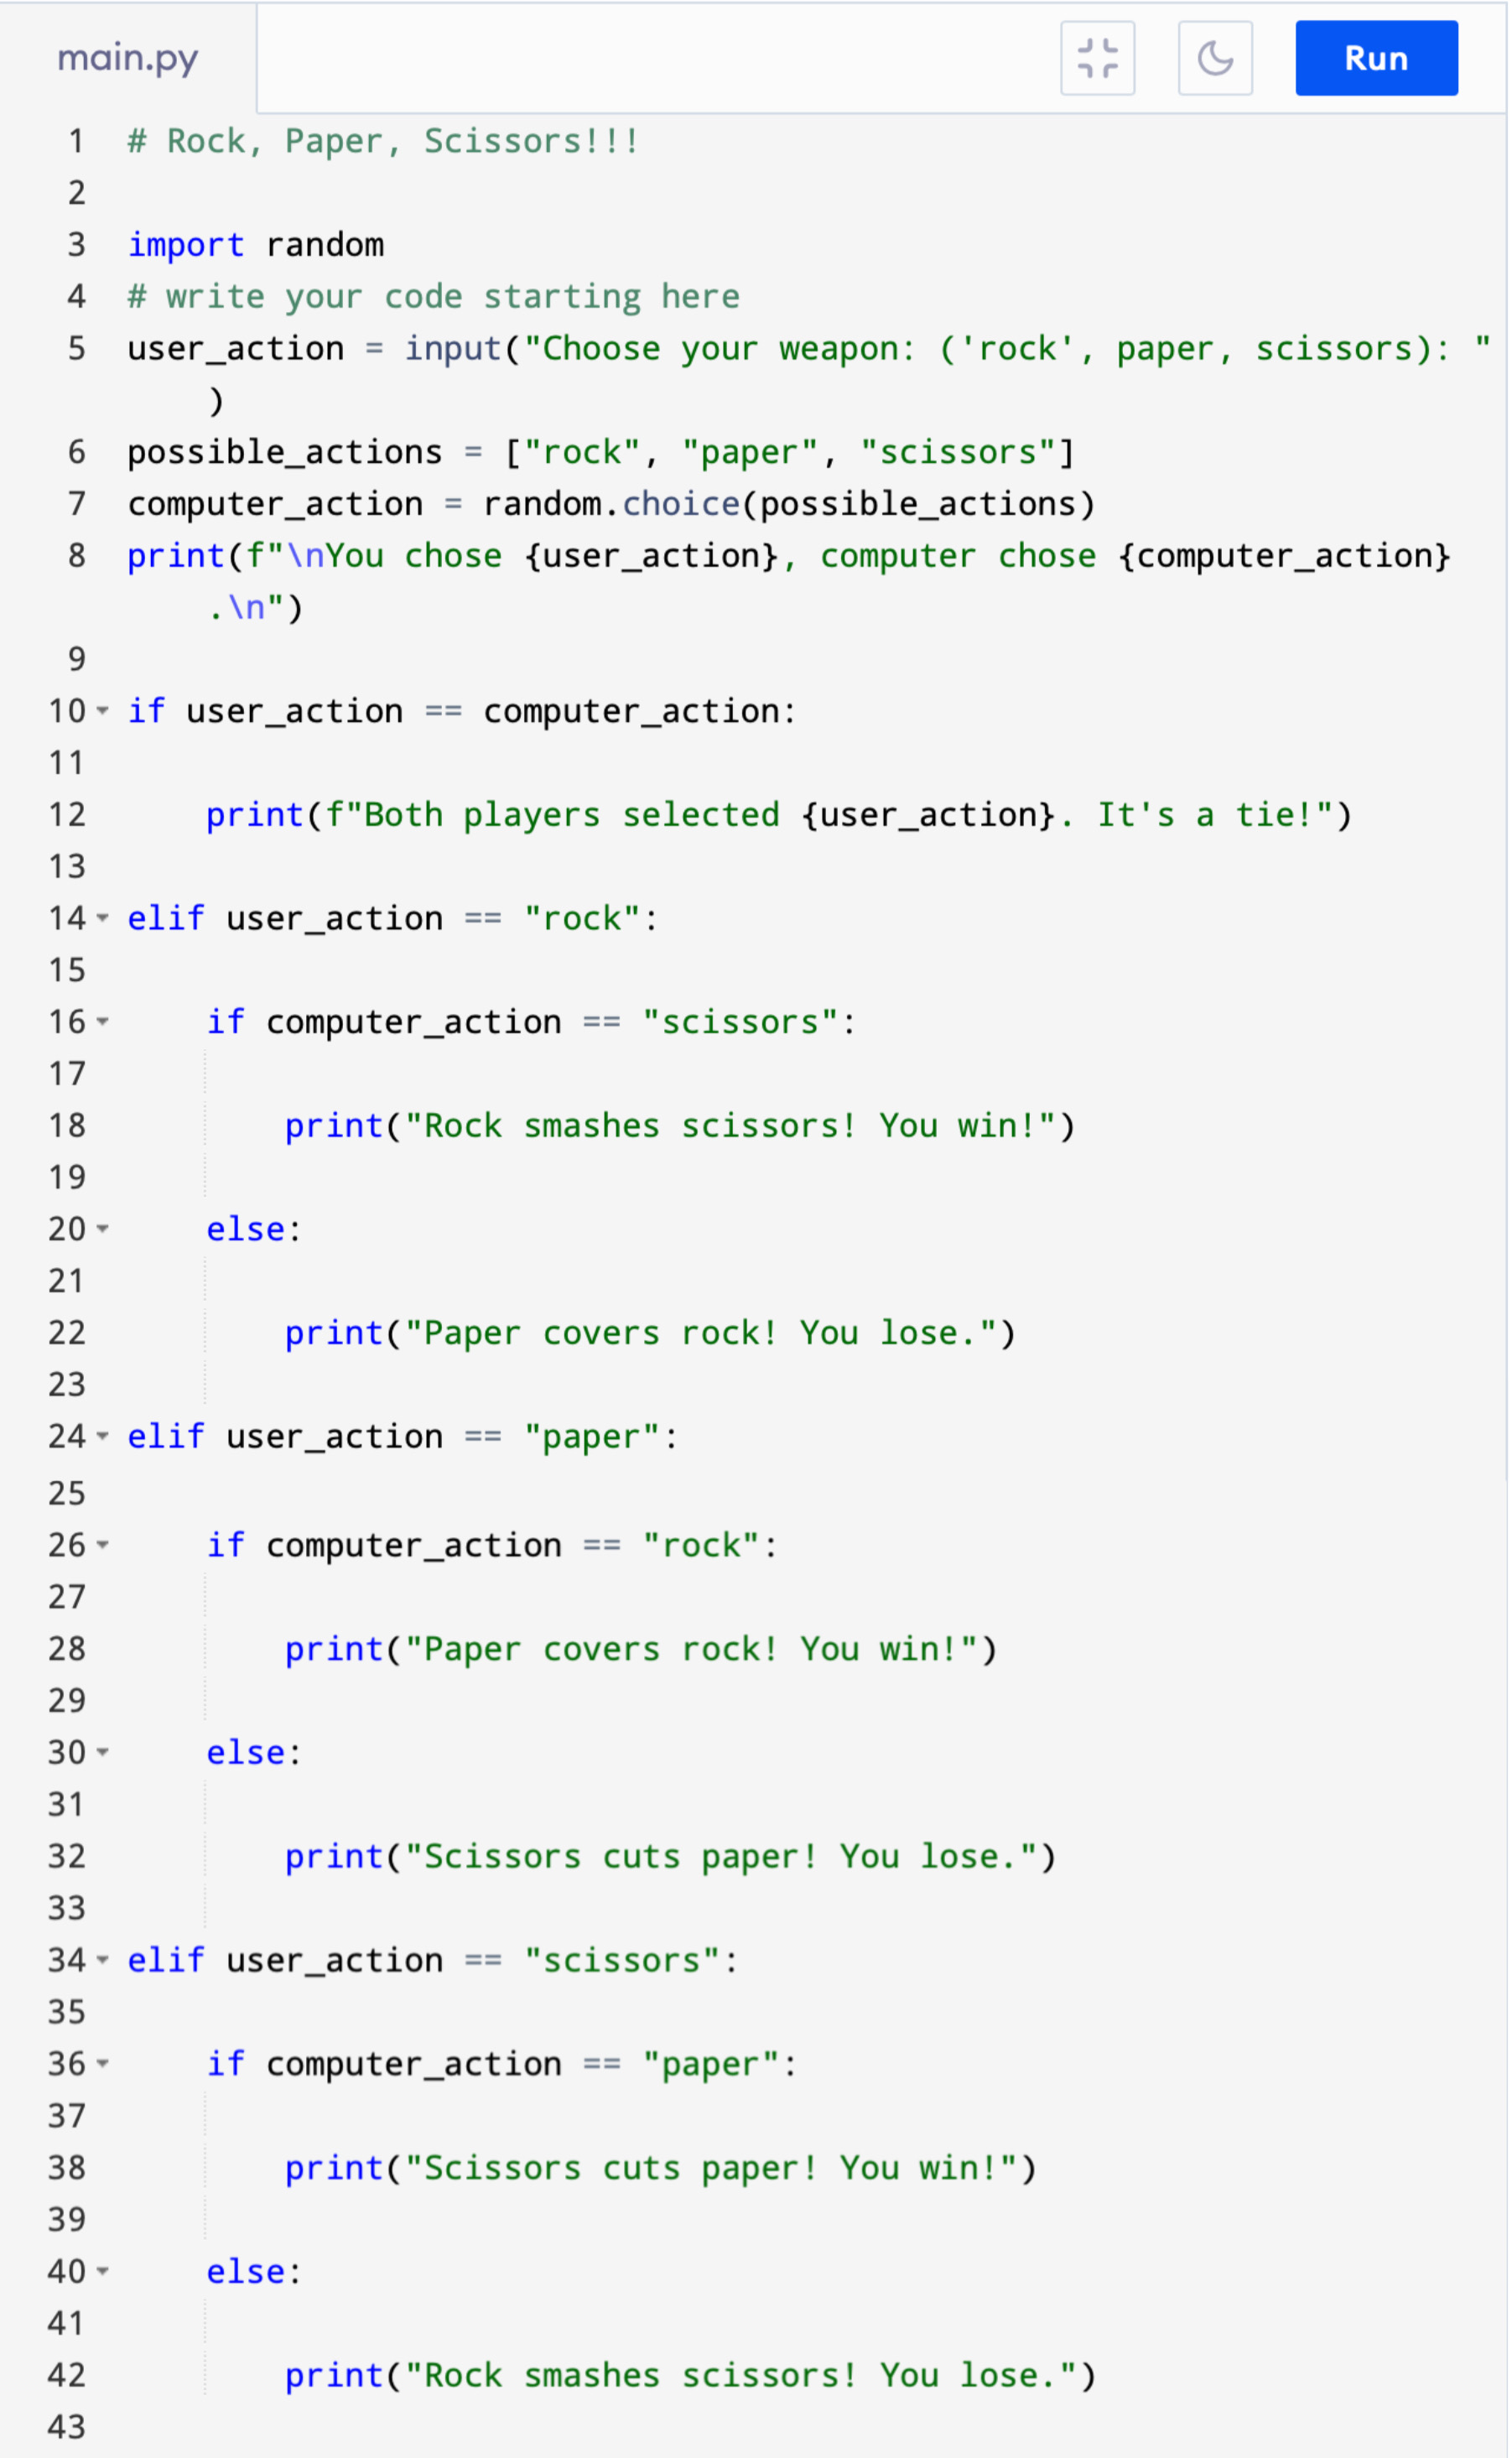 main.py
Run
1 # Rock, Paper, Scissors!!!
2
3 import random
4 # write your code starting here
5 user_action = input("Choose your weapon: ('rock', paper, scissors): "
)
6 possible_actions = ["rock", "paper", "scissors"]
7 computer_action = random.choice(possible_actions)
8 print(f"\nYou chose {user_action}, computer chose {computer_action}
.\n")
9
10 if user_action == computer_action:
11
12     print(f"Both players selected {user_action}. It's a tie!")
13
14 elif user_action == "rock":
15
16     if computer_action == "scissors":
17
18         print("Rock smashes scissors! You win!")
19
20     else:
21
22         print("Paper covers rock! You lose.")
23
24 elif user_action == "paper":
25
26     if computer_action == "rock":
27
28         print("Paper covers rock! You win!")
29
30     else:
31
32         print("Scissors cuts paper! You lose.")
33
34 elif user_action == "scissors":
35
36     if computer_action == "paper":
37
38         print("Scissors cuts paper! You win!")
39
40     else:
41
42         print("Rock smashes scissors! You lose.")
43